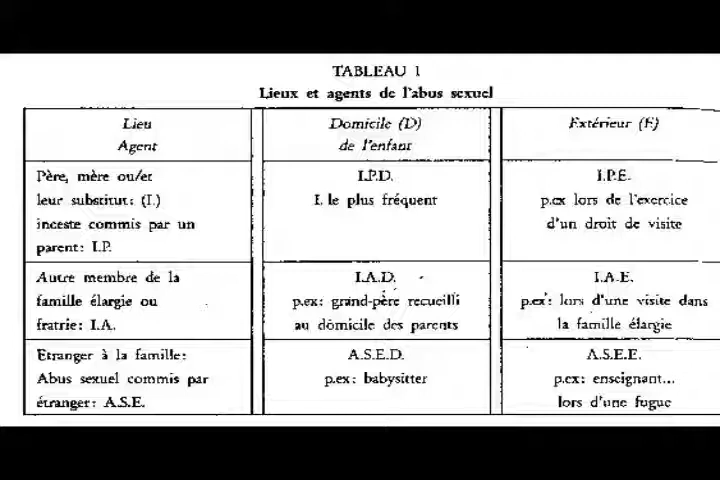 TABLEAU 1
Lieux et agents de l'abus sexuel
Lieu
Agent
Domicile (D)
de l'enfant
Extérieur (E)
Père, mère ou/et
leur substitut: (I.)
inceste commis par un
parent: I.P.
I.P.D.
I. le plus fréquent
I.P.E.
p.ex lors de l'exercice
d'un droit de visite
Autre membre de la
famille élargie ou
fratrie: I.A.
I.A.D.
p.ex: grand-père recueilli
au domicile des parents
I.A.E.
p.ex: lors d'une visite dans
la famille élargie
Etranger à la famille:
Abus sexuel commis par
étranger: A.S.E.
A.S.E.D.
p.ex: babysitter
A.S.E.E.
p.ex: enseignant...
lors d'une fugue